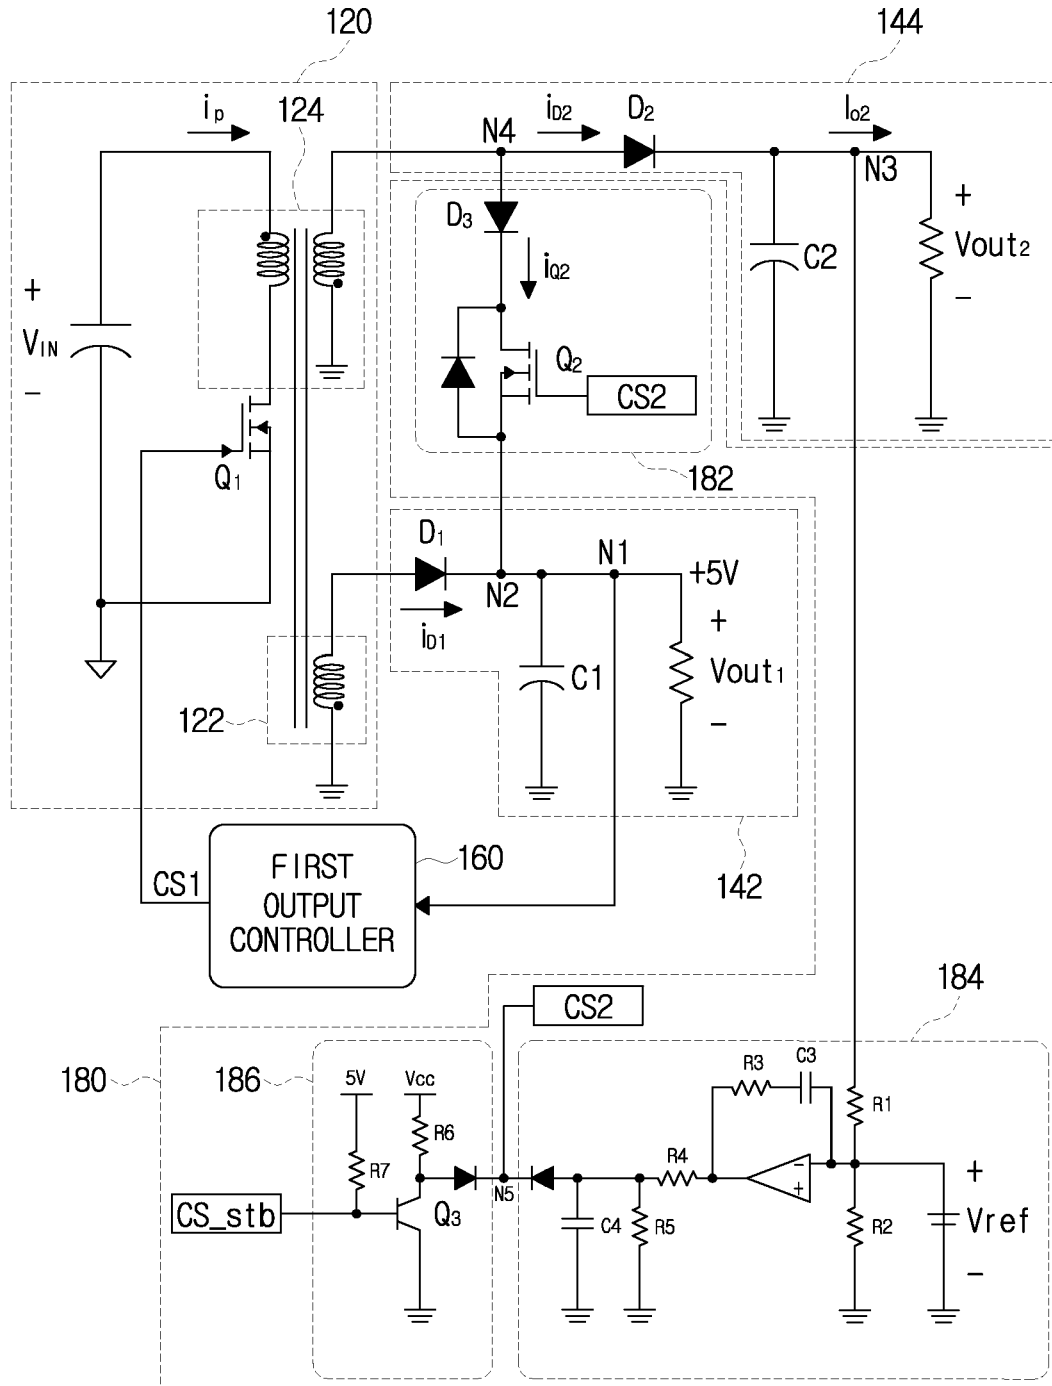 120
144
i p
124
iD2
D2
Io2
N4
N3
D3
iQ2
+
Vout2
−
C2
+
VIN
−
Q2
CS2
Q1
182
D1
N1
+5V
N2
iD1
+
Vout1
−
C1
122
CS1
FIRST
OUTPUT
CONTROLLER
160
142
CS2
184
180
186
5V
Vcc
R3
C3
R1
R6
R7
R4
−
+
+
Vref
−
N5
CS_stb
Q3
C4
R5
R2